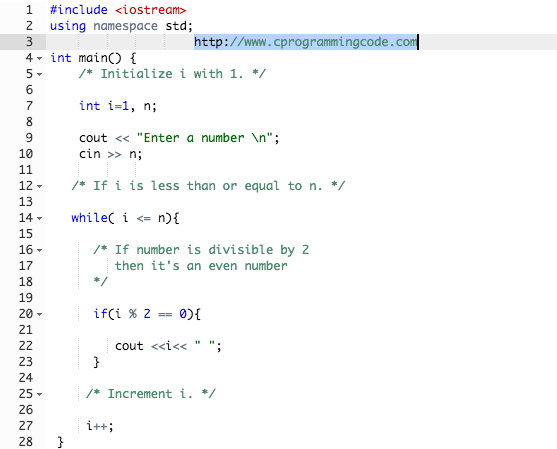 1 #include <iostream>
2 using namespace std;
3 http://www.cprogrammingcode.com
4 int main() {
5 /* Initialize i with 1. */
6
7 int i=1, n;
8
9 cout << "Enter a number \n";
10 cin >> n;
11
12 /* If i is less than or equal to n. */
13
14 while( i <= n){
15
16 /* If number is divisible by 2
17 then it's an even number
18 */
19
20 if(i % 2 == 0){
21
22 cout <<i<< " ";
23 }
24
25 /* Increment i. */
26
27 i++;
28 }